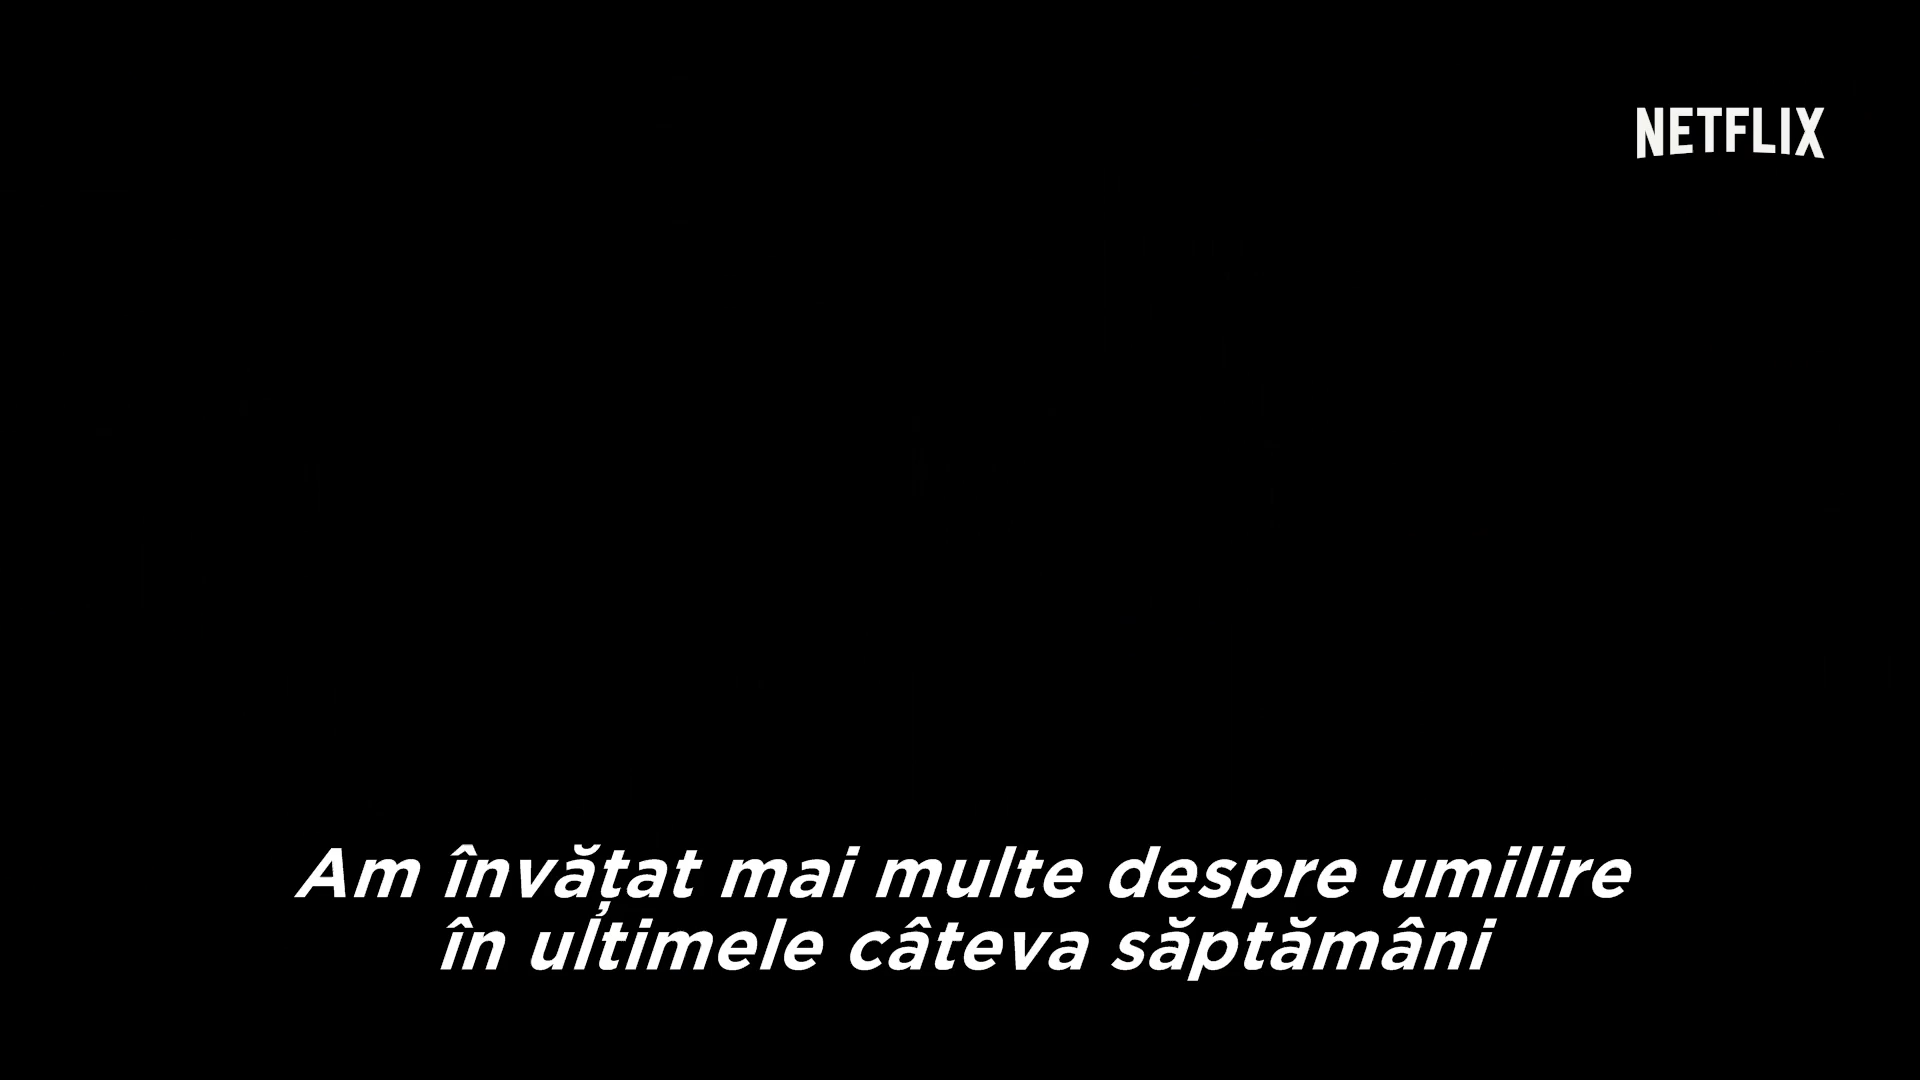 NETFLIX
Am învățat mai multe despre umilire
în ultimele câteva săptămâni